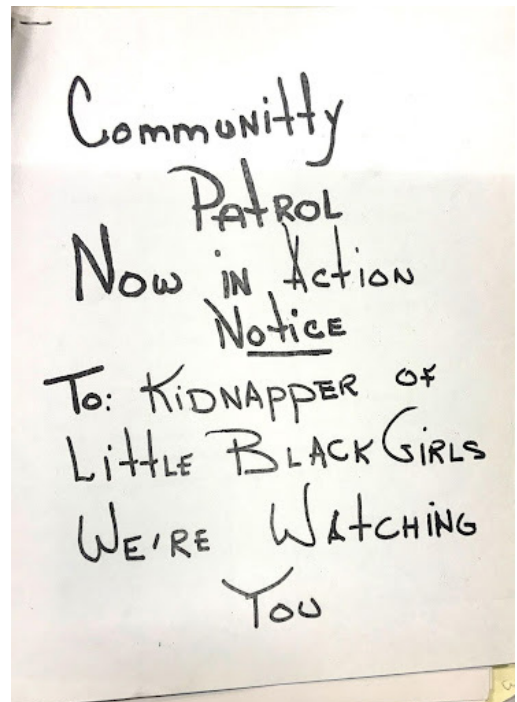 Communitty
Patrol
Now in Action
Notice
To: Kidnapper of
Little Black Girls
We're Watching
You